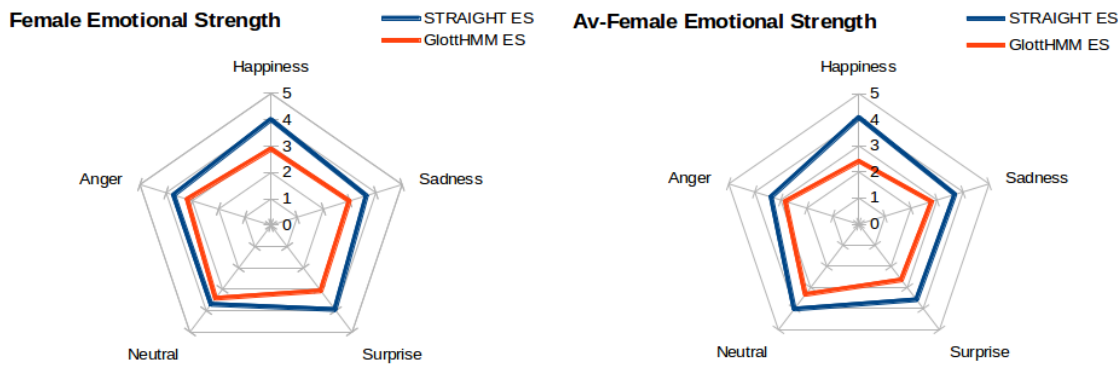 Female Emotional Strength
STRAIGHT ES
GlottHMM ES
Happiness
5
4
3
2
1
0
Anger
Sadness
Neutral
Surprise
Av-Female Emotional Strength
STRAIGHT ES
GlottHMM ES
Happiness
5
4
3
2
1
0
Anger
Sadness
Neutral
Surprise